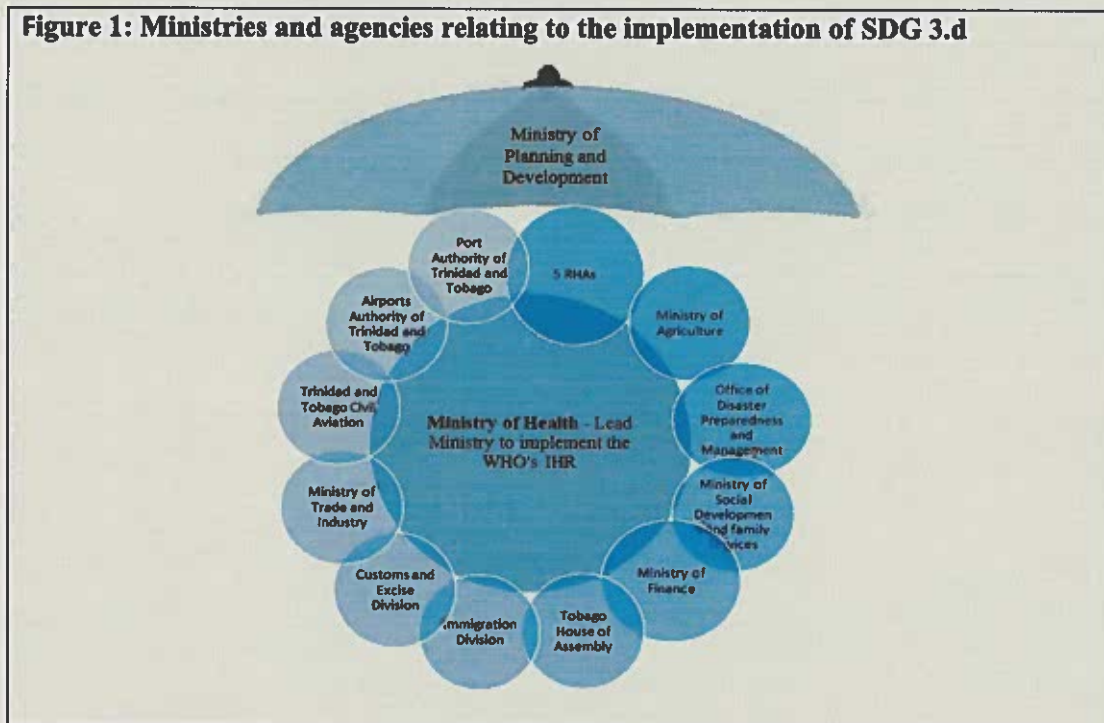 Figure 1: Ministries and agencies relating to the implementation of SDG 3.d
Ministry of
Planning and
Development
Port
Authority of
Trinidad and
Tobago
5 RHAs
Airports
Authority of
Trinidad and
Tobago
Ministry of
Agriculture
Trinidad and
Tobago Civil
Aviation
Office of
Disaster
Preparedness
and
Management
Ministry of Health - Lead
Ministry to implement the
WHO's IHR
Ministry of
Trade and
Industry
Ministry of
Social
Developmen
and family
Services
Customs and
Excise
Division
Ministry of
Finance
Immigration
Division
Tobago
House of
Assembly